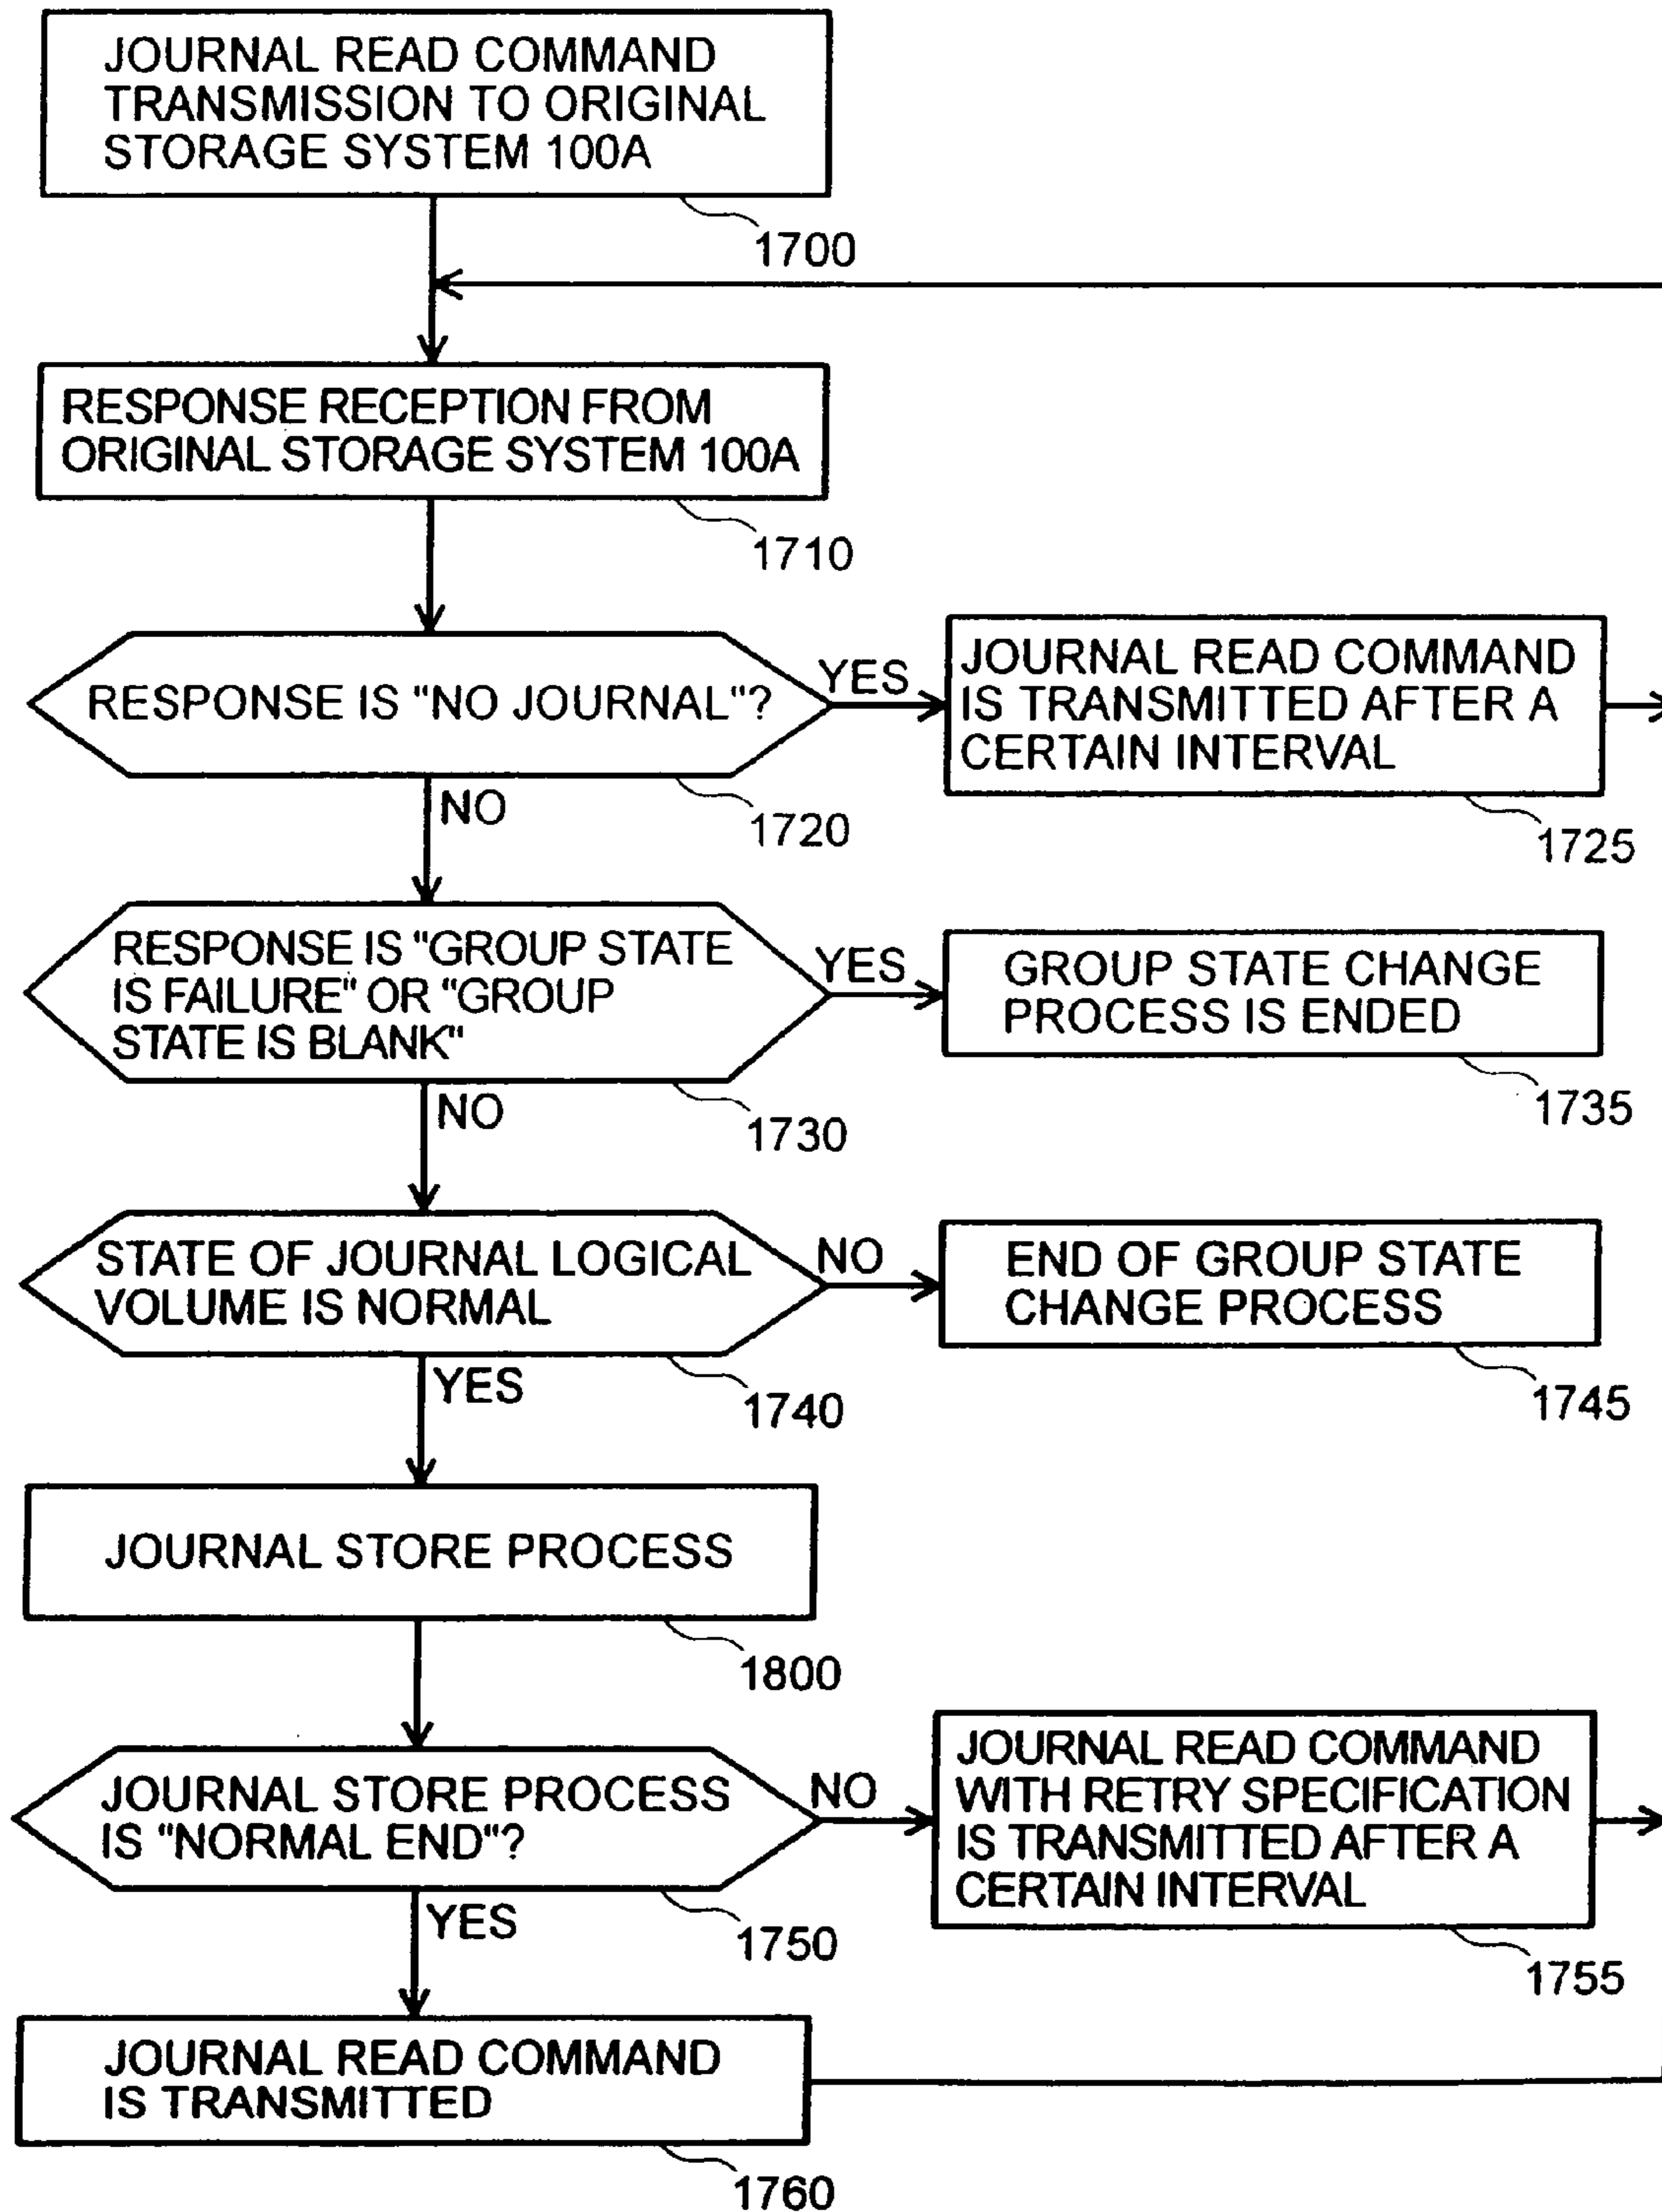 JOURNAL READ COMMAND
TRANSMISSION TO ORIGINAL
STORAGE SYSTEM 100A
1700
RESPONSE RECEPTION FROM
ORIGINAL STORAGE SYSTEM 100A
1710
RESPONSE IS "NO JOURNAL"?
YES
JOURNAL READ COMMAND
IS TRANSMITTED AFTER A
CERTAIN INTERVAL
NO
1720
1725
RESPONSE IS "GROUP STATE
IS FAILURE" OR "GROUP
STATE IS BLANK"
YES
GROUP STATE CHANGE
PROCESS IS ENDED
NO
1730
1735
STATE OF JOURNAL LOGICAL
VOLUME IS NORMAL
NO
END OF GROUP STATE
CHANGE PROCESS
YES
1740
1745
JOURNAL STORE PROCESS
1800
JOURNAL STORE PROCESS
IS "NORMAL END"?
NO
JOURNAL READ COMMAND
WITH RETRY SPECIFICATION
IS TRANSMITTED AFTER A
CERTAIN INTERVAL
YES
1750
1755
JOURNAL READ COMMAND
IS TRANSMITTED
1760